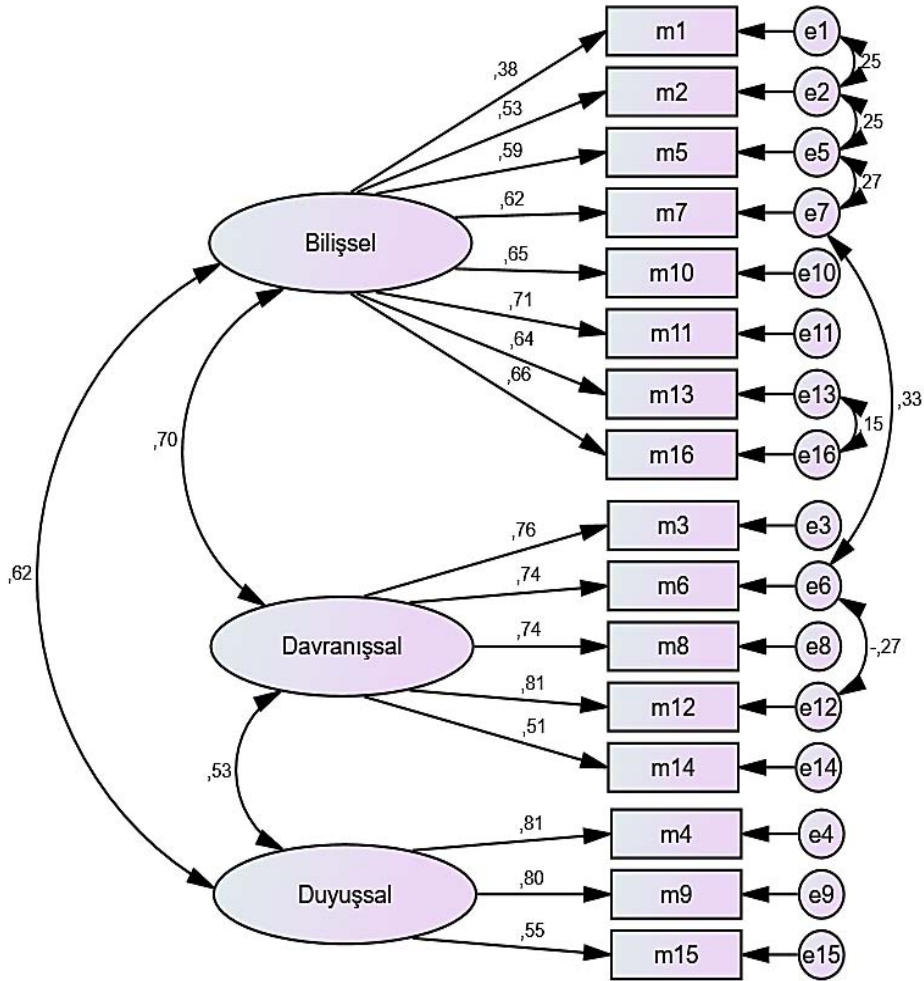 m1
e1
,25
,38
m2
e2
,53
,25
m5
e5
,59
,27
m7
e7
,62
Bilişsel
m10
e10
,65
m11
e11
,71
,64
m13
e13
,33
,66
,15
m16
e16
,70
m3
e3
,76
m6
e6
,74
,62
Davranışsal
,74
m8
e8
-,27
,81
m12
e12
,51
m14
e14
,53
,81
m4
e4
Duyuşsal
,80
m9
e9
,55
m15
e15